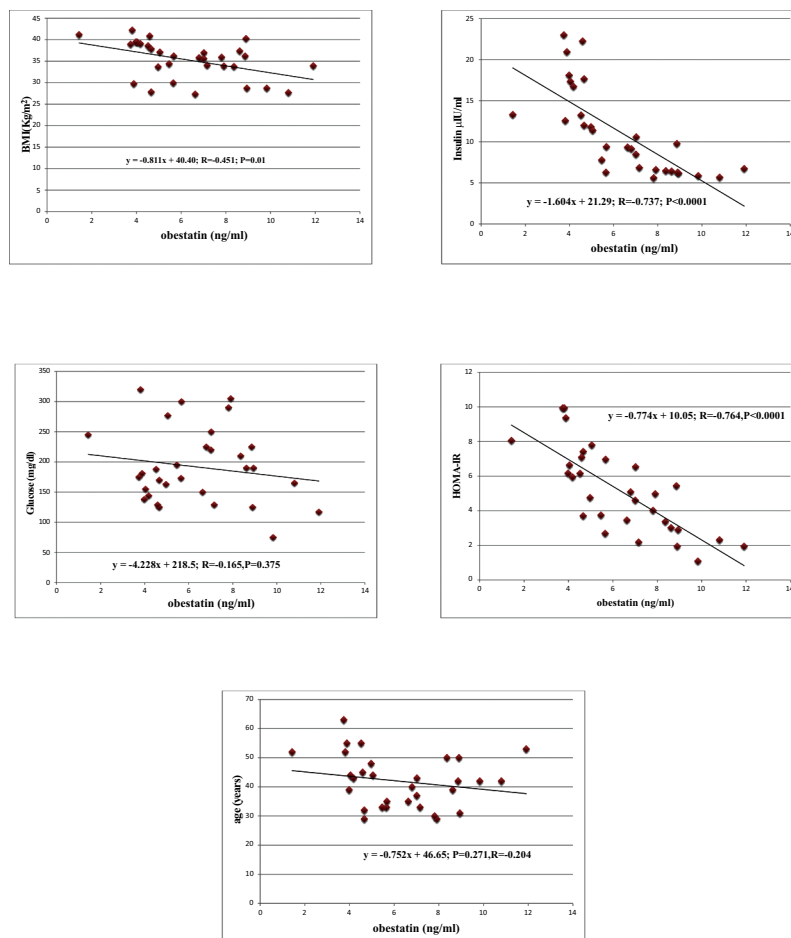 45
40
35
30
25
20
15
10
5
0
BMI(Kg/m²)
y = -0.811x + 40.40; R=-0.451; P=0.01
0 2 4 6 8 10 12 14
obestatin (ng/ml)
25
20
15
10
5
0
Insulin µIU/ml
y = -1.604x + 21.29; R=-0.737; P<0.0001
0 2 4 6 8 10 12 14
obestatin (ng/ml)
350
300
250
200
150
100
50
0
Glucose (mg/dl)
y = -4.228x + 218.5; R=-0.165,P=0.375
0 2 4 6 8 10 12 14
obestatin (ng/ml)
12
10
8
6
4
2
0
HOMA-IR
y = -0.774x + 10.05; R=-0.764,P<0.0001
0 2 4 6 8 10 12 14
obestatin (ng/ml)
70
60
50
40
30
20
10
0
age (years)
y = -0.752x + 46.65; P=0.271,R=-0.204
0 2 4 6 8 10 12 14
obestatin (ng/ml)